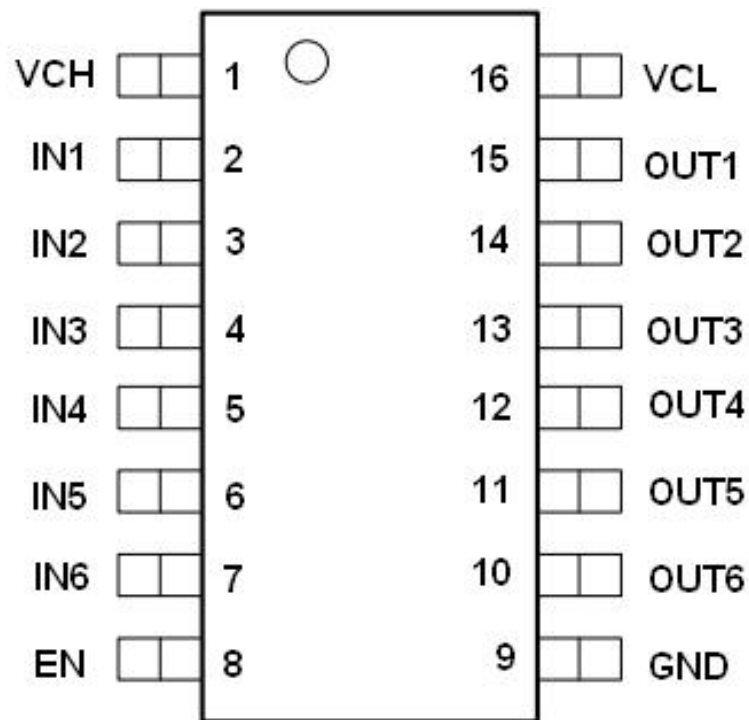 VCH 1 16 VCL
IN1 2 15 OUT1
IN2 3 14 OUT2
IN3 4 13 OUT3
IN4 5 12 OUT4
IN5 6 11 OUT5
IN6 7 10 OUT6
EN 8 9 GND